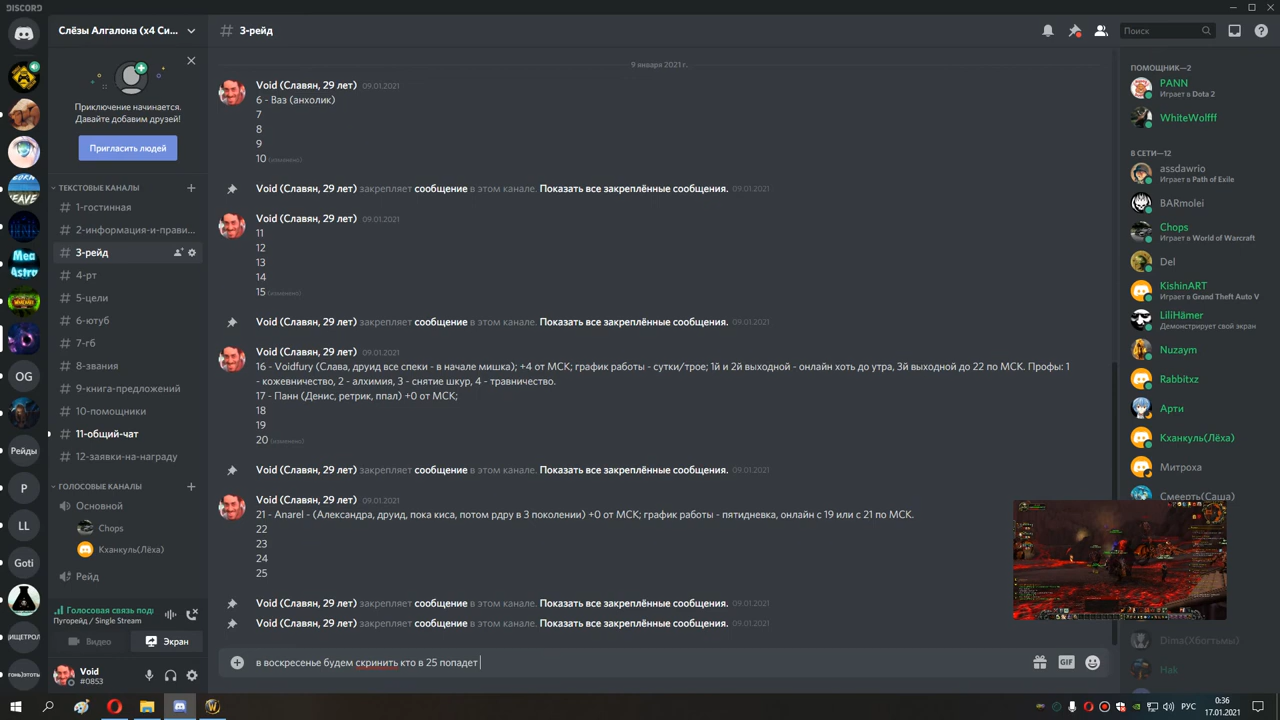 DISCORD
Слёзы Алгалона (x4 Си...
Приключение начинается.
Давайте добавим друзей!
Пригласить людей
ТЕКСТОВЫЕ КАНАЛЫ
# 1-гостинная
# 2-информация-и-прави...
# 3-рейд
# 4-рт
# 5-цели
# 6-ютуб
# 7-гб
# 8-звания
# 9-книга-предложений
# 10-помощники
# 11-общий-чат
# 12-заявки-на-награду
ГОЛОСОВЫЕ КАНАЛЫ
Основной
Chops
Кханкуль(Лёха)
Рейд
Голосовая связь подк
Пугорейд / Single Stream
Видео
Экран
Void
#0853
OG
Рейды
P
LL
Goti
# 3-рейд
Поиск
9 января 2021 г.
Void (Славян, 29 лет) 09.01.2021
6 - Ваз (анхолик)
7
8
9
10 (изменено)
Void (Славян, 29 лет) закрепляет сообщение в этом канале. Показать все закреплённые сообщения. 09.01.2021
Void (Славян, 29 лет) 09.01.2021
11
12
13
14
15 (изменено)
Void (Славян, 29 лет) закрепляет сообщение в этом канале. Показать все закреплённые сообщения. 09.01.2021
Void (Славян, 29 лет) 09.01.2021
16 - Voidfury (Слава, друид все спеки - в начале мишка); +4 от МСК; график работы - сутки/трое; 1й и 2й выходной - онлайн хоть до утра, 3й выходной до 22 по МСК. Профы: 1
- кожевничество, 2 - алхимия, 3 - снятие шкур, 4 - травничество.
17 - Панн (Денис, ретрик, ппал) +0 от МСК;
18
19
20 (изменено)
Void (Славян, 29 лет) закрепляет сообщение в этом канале. Показать все закреплённые сообщения. 09.01.2021
Void (Славян, 29 лет) 09.01.2021
21 - Anarel - (Александра, друид, пока киса, потом рдру в 3 поколении) +0 от МСК; график работы - пятидневка, онлайн с 19 или с 21 по МСК.
22
23
24
25
Void (Славян, 29 лет) закрепляет сообщение в этом канале. Показать все закреплённые сообщения. 09.01.2021
Void (Славян, 29 лет) закрепляет сообщение в этом канале. Показать все закреплённые сообщения. 09.01.2021
в воскресенье будем скринить кто в 25 попадет
GIF
ПОМОЩНИК—2
PANN
Играет в Dota 2
WhiteWolfff
В СЕТИ—12
assdawrio
Играет в Path of Exile
BARmolei
Chops
Играет в World of Warcraft
Del
KishinART
Играет в Grand Theft Auto V
LiliHämer
Демонстрирует свой экран
Nuzaym
Rabbitxz
Арти
Кханкуль(Лёха)
Митроха
Смеерть(Саша)
Dima(Хбогтымы)
Hak
РУС
0:36
17.01.2021